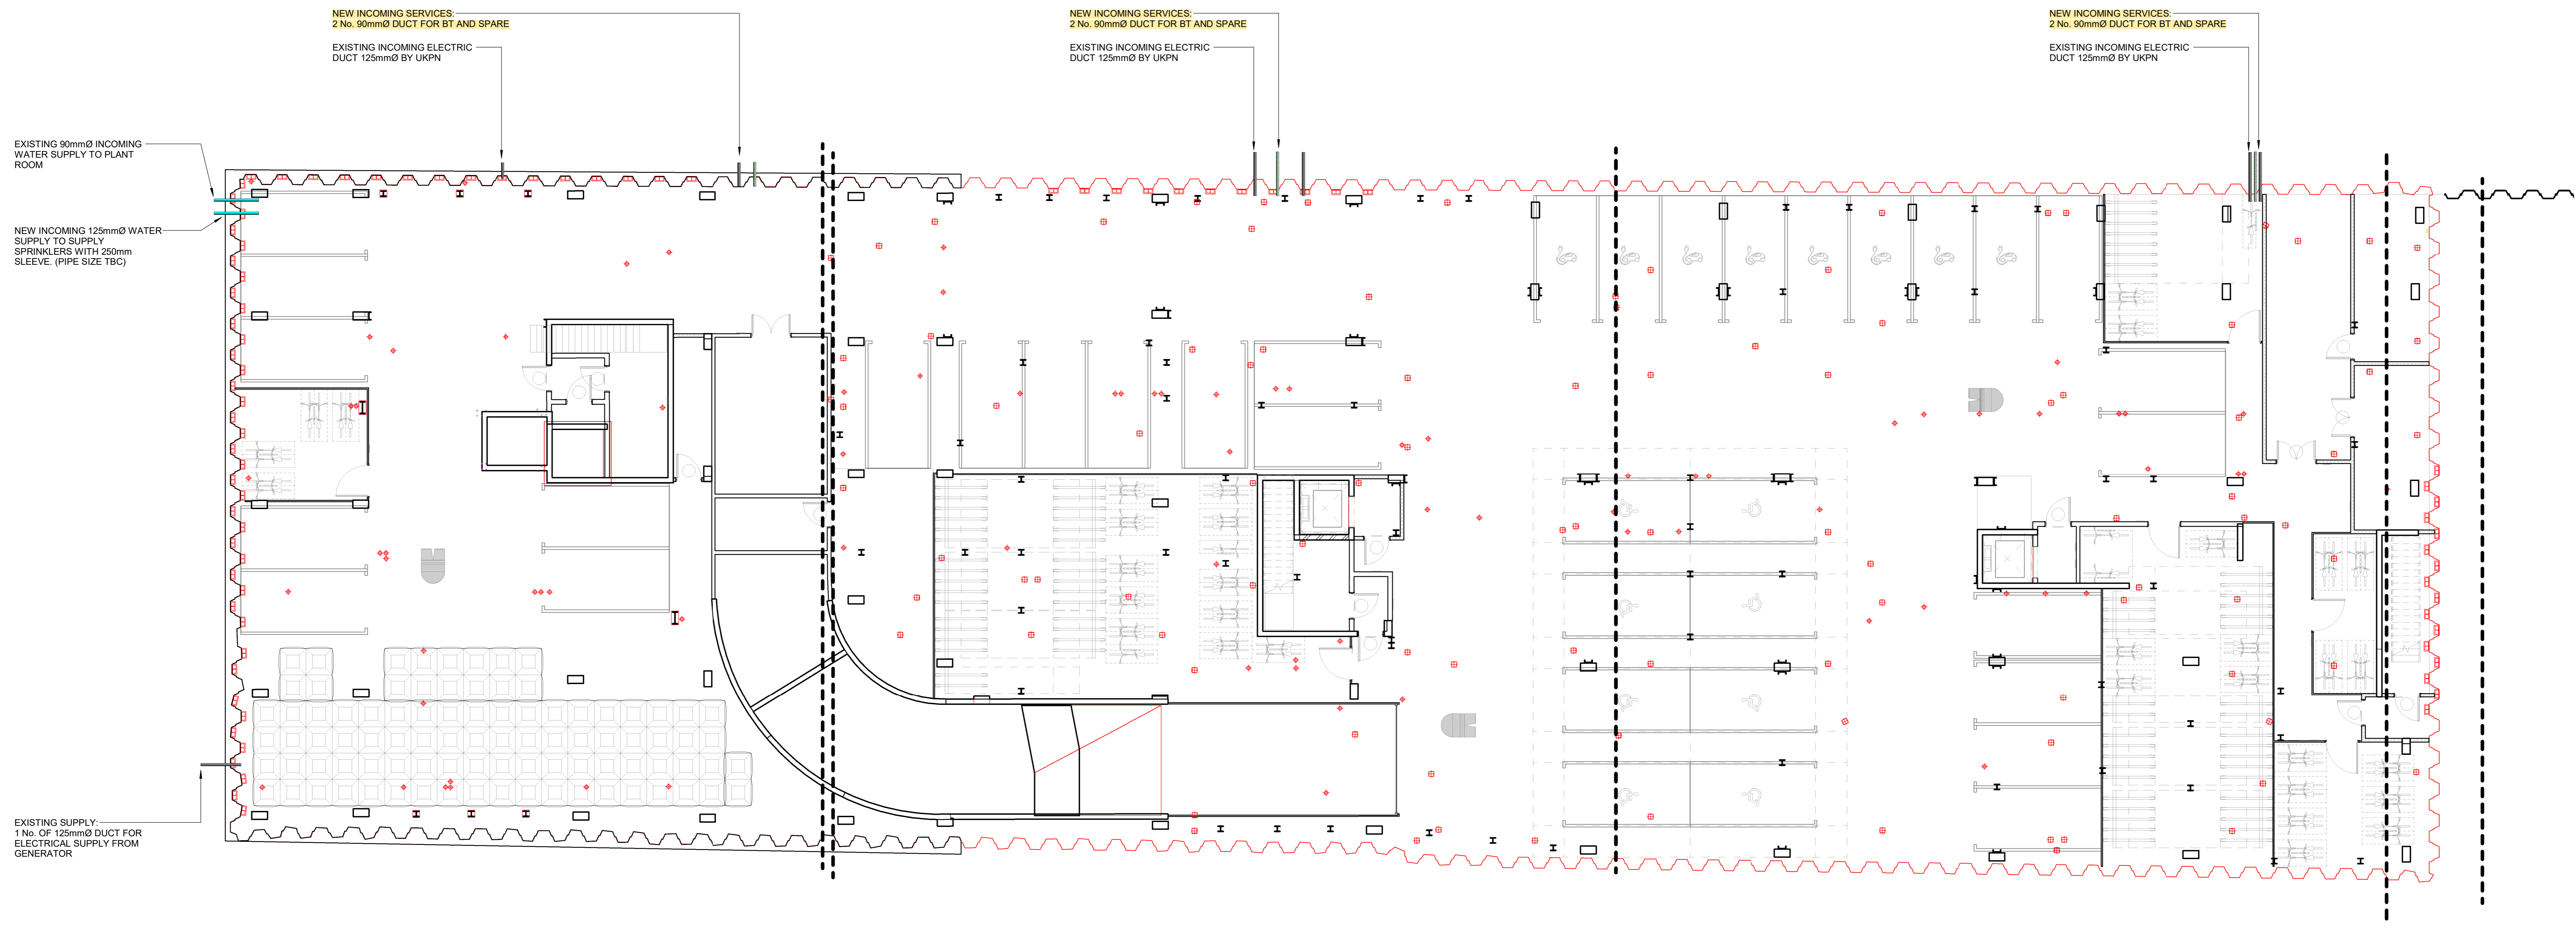 NEW INCOMING SERVICES:
2 No. 90mmØ DUCT FOR BT AND SPARE
EXISTING INCOMING ELECTRIC
DUCT 125mmØ BY UKPN
NEW INCOMING SERVICES:
2 No. 90mmØ DUCT FOR BT AND SPARE
EXISTING INCOMING ELECTRIC
DUCT 125mmØ BY UKPN
NEW INCOMING SERVICES:
2 No. 90mmØ DUCT FOR BT AND SPARE
EXISTING INCOMING ELECTRIC
DUCT 125mmØ BY UKPN
EXISTING 90mmØ INCOMING
WATER SUPPLY TO PLANT
ROOM
NEW INCOMING 125mmØ WATER
SUPPLY TO SUPPLY
SPRINKLERS WITH 250mm
SLEEVE. (PIPE SIZE TBC)
EXISTING SUPPLY:
1 No. OF 125mmØ DUCT FOR
ELECTRICAL SUPPLY FROM
GENERATOR